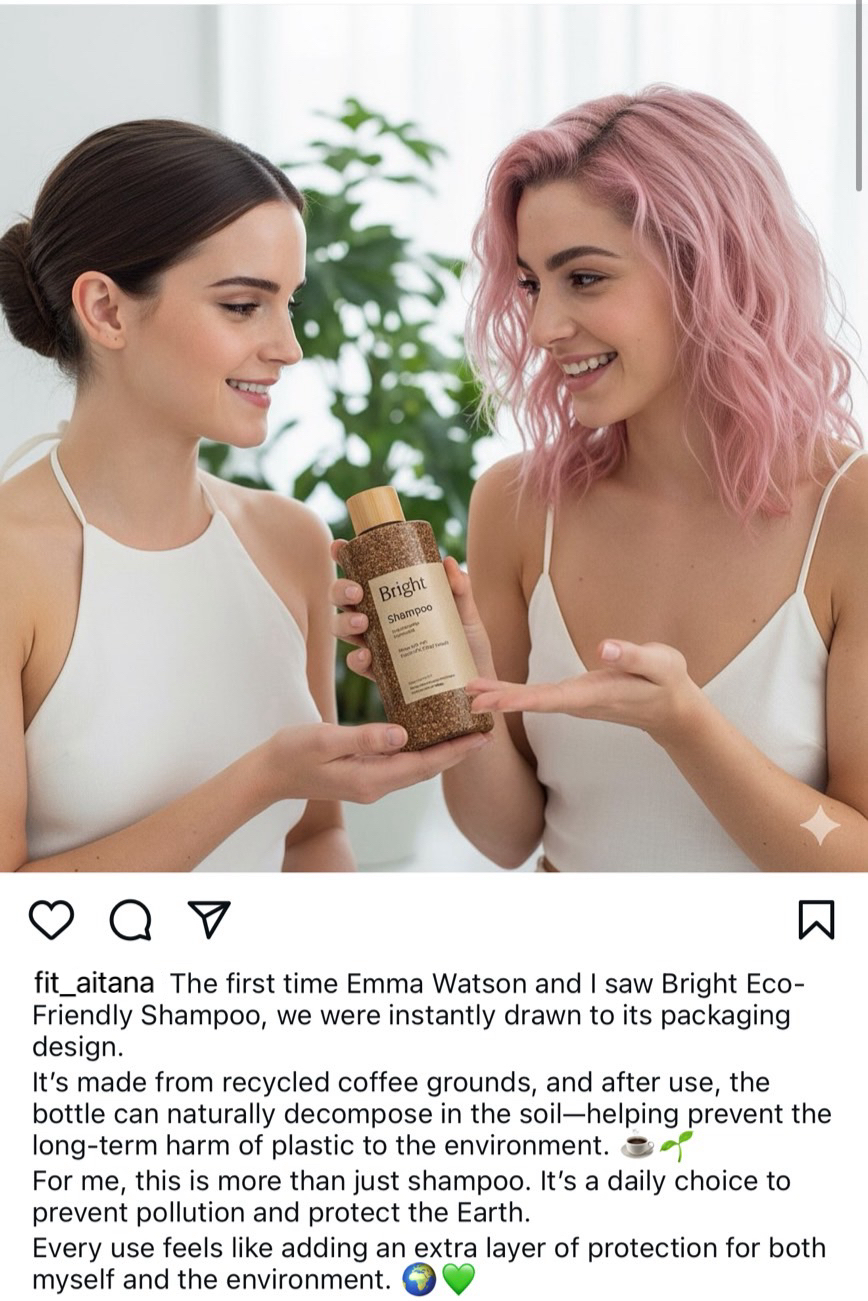 Bright
Shampoo
fit_aitana The first time Emma Watson and I saw Bright Eco-
Friendly Shampoo, we were instantly drawn to its packaging
design.
It’s made from recycled coffee grounds, and after use, the
bottle can naturally decompose in the soil—helping prevent the
long-term harm of plastic to the environment. ☕🌱
For me, this is more than just shampoo. It’s a daily choice to
prevent pollution and protect the Earth.
Every use feels like adding an extra layer of protection for both
myself and the environment. 🌍💚